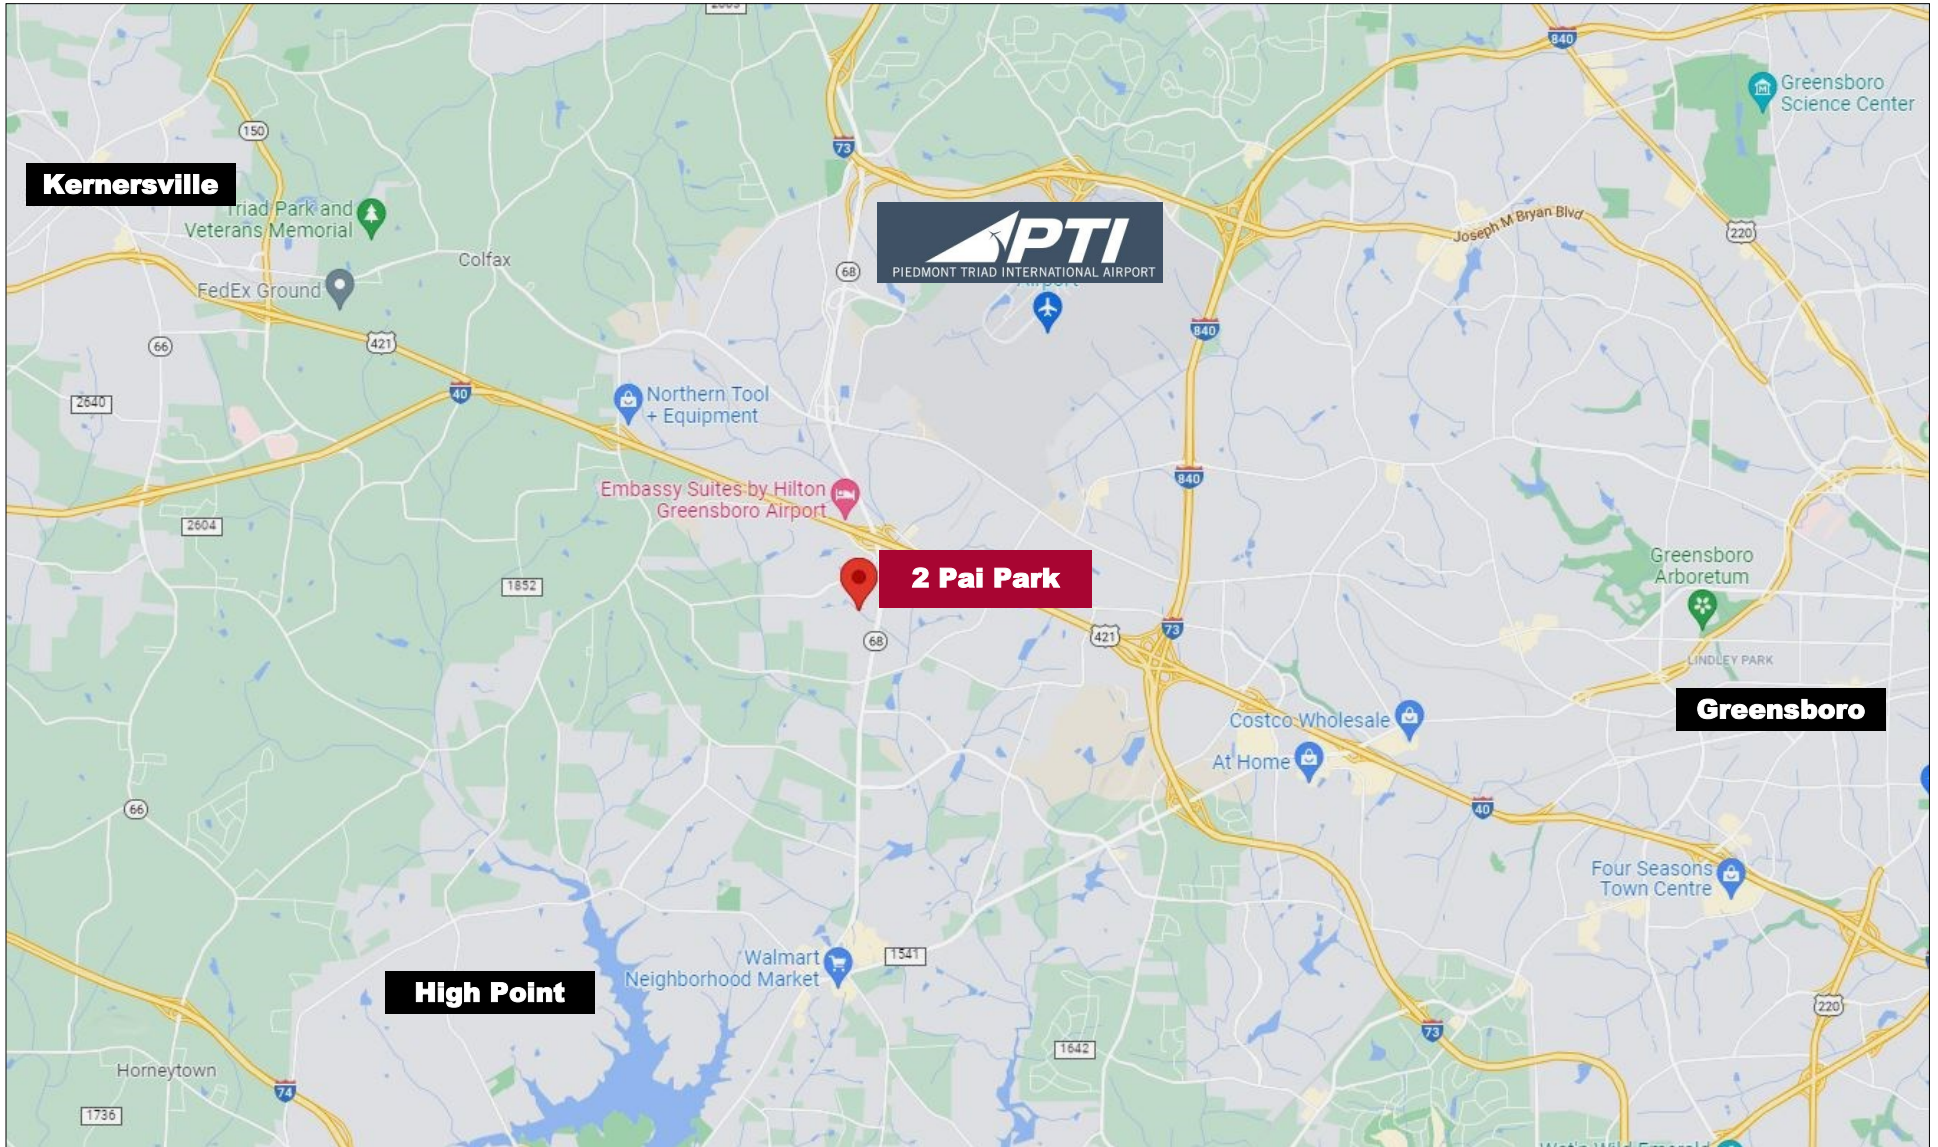 840
Greensboro
Science Center
150
73
Kernersville
Triad Park and
Veterans Memorial
Joseph M Bryan Blvd
220
PTI
PIEDMONT TRIAD INTERNATIONAL AIRPORT
Airport
Colfax
68
FedEx Ground
840
66
421
40
2640
Northern Tool
+ Equipment
840
Embassy Suites by Hilton
Greensboro Airport
2604
Greensboro
Arboretum
2 Pai Park
1852
73
421
68
LINDLEY PARK
Greensboro
Costco Wholesale
At Home
66
40
Four Seasons
Town Centre
Walmart
Neighborhood Market
1541
High Point
220
73
1642
Horneytown
74
1736